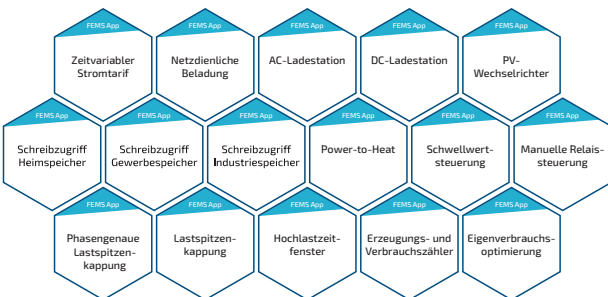 FEMS App
Zeitvariabler
Stromtarif
FEMS App
Netzdienliche
Beladung
FEMS App
AC-Ladestation
FEMS App
DC-Ladestation
FEMS App
PV-
Wechselrichter
FEMS App
Schreibzugriff
Heimspeicher
FEMS App
Schreibzugriff
Gewerbespeicher
FEMS App
Schreibzugriff
Industriespeicher
FEMS App
Power-to-Heat
FEMS App
Schwellwert-
steuerung
FEMS App
Manuelle Relais-
steuerung
FEMS App
Phasengenaue
Lastspitzen-
kappung
FEMS App
Lastspitzen-
kappung
FEMS App
Hochlastzeit-
fenster
FEMS App
Erzeugungs- und
Verbrauchszähler
FEMS App
Eigenverbrauchs-
optimierung